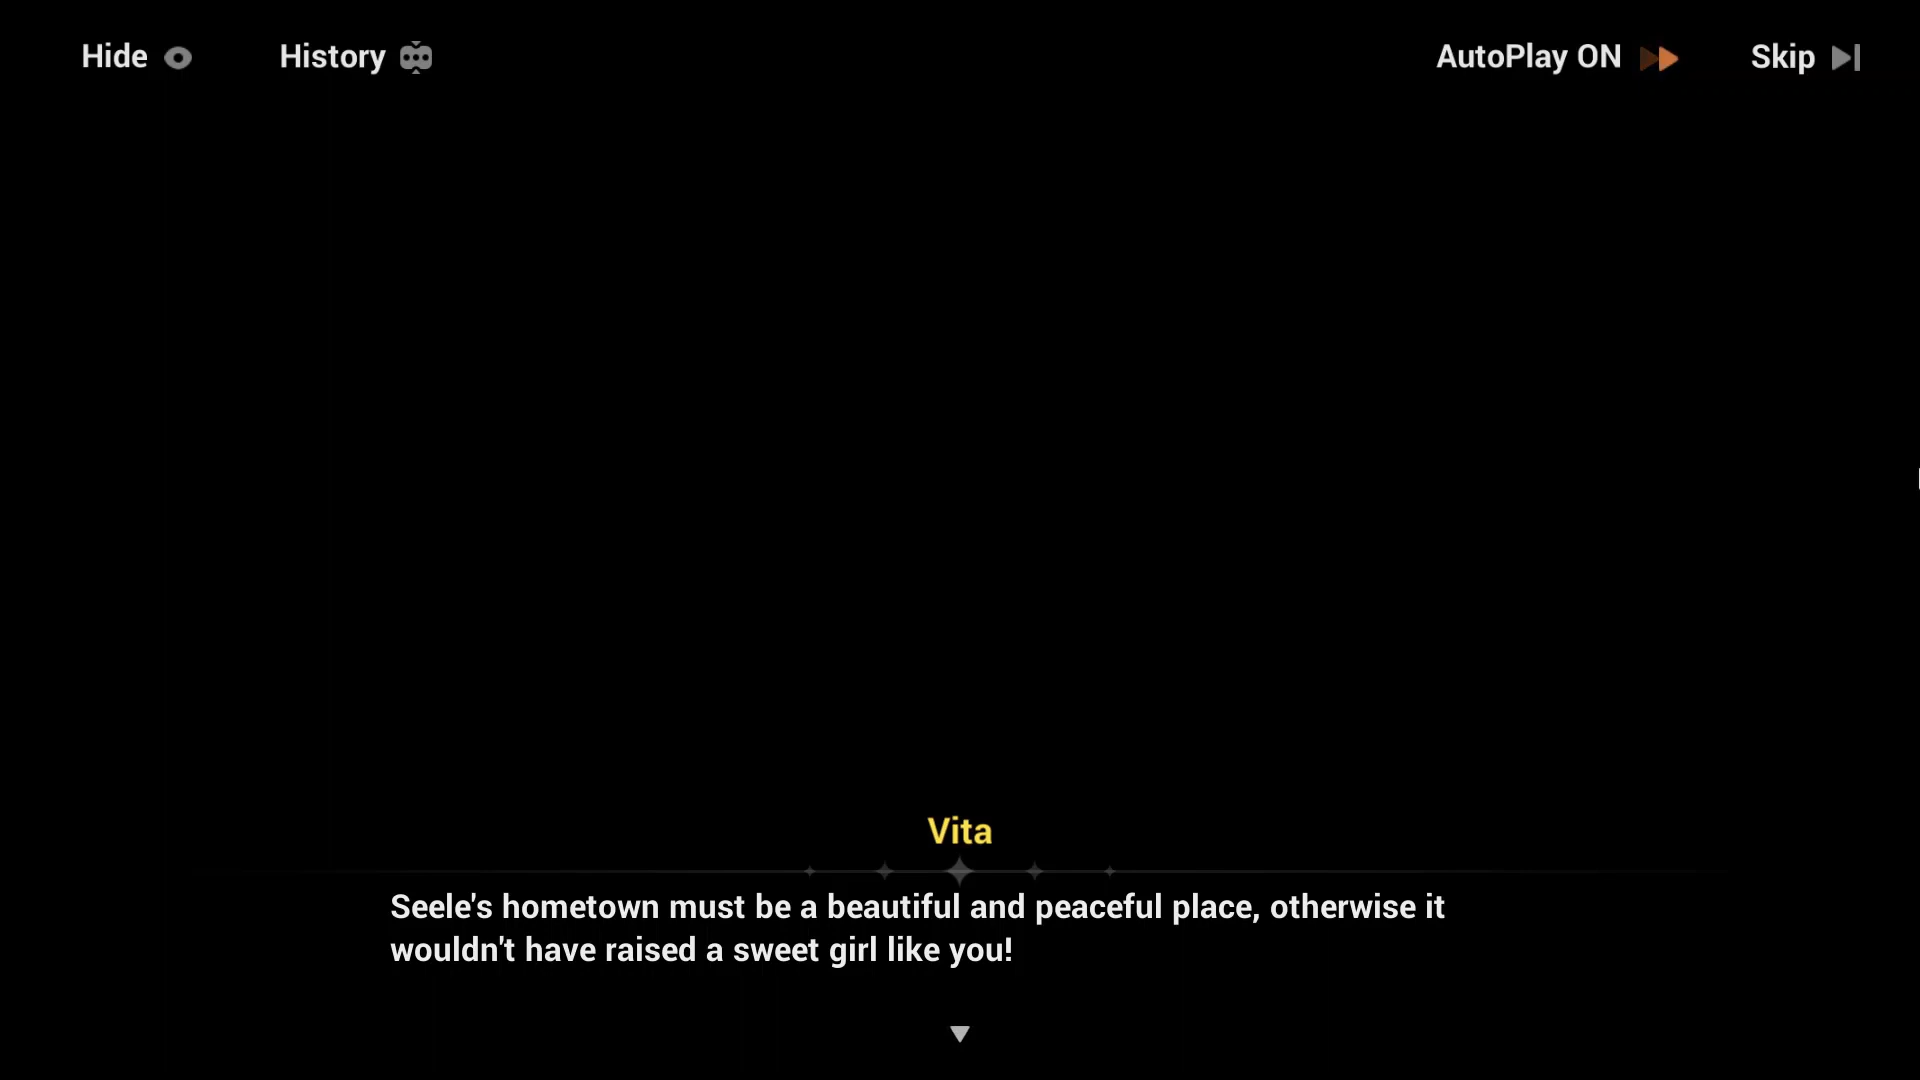 Hide
History
AutoPlay ON
Skip
Vita
Seele's hometown must be a beautiful and peaceful place, otherwise it
wouldn't have raised a sweet girl like you!